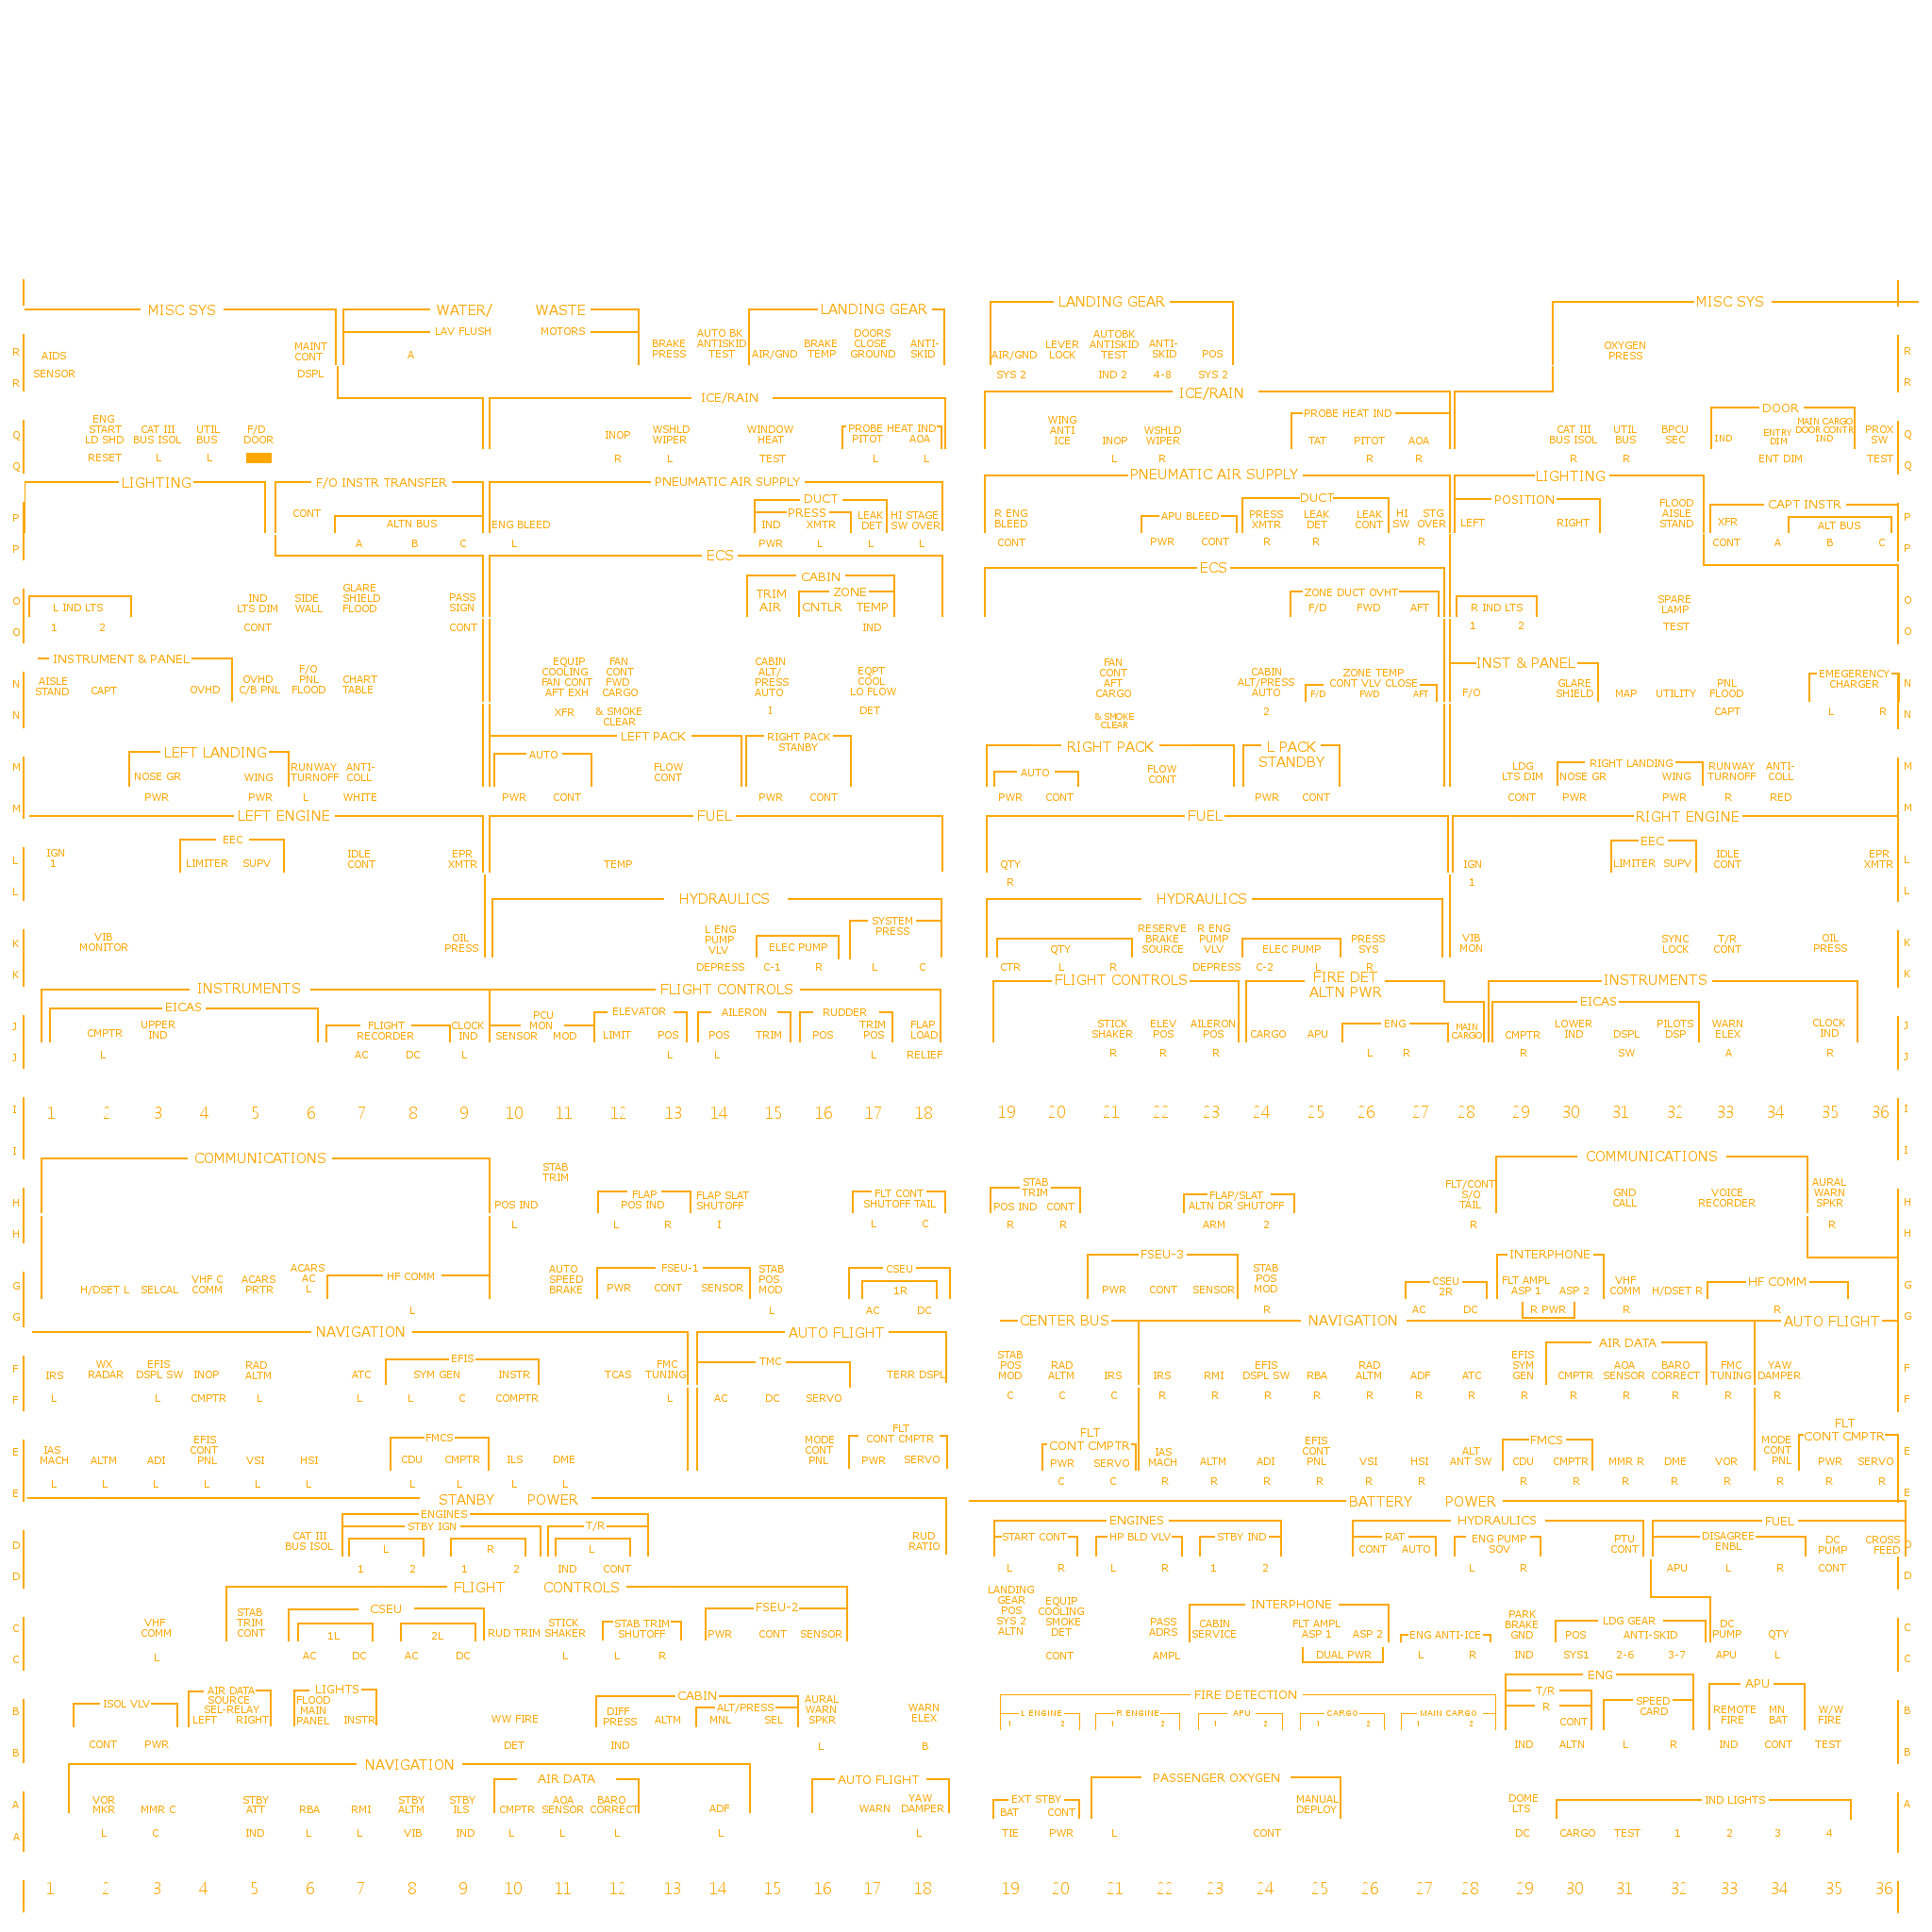 MISC SYS WATER/ WASTE LANDING GEAR LANDING GEAR MISC SYS
LAV FLUSH MOTORS
R AIDS MAINT CONT A BRAKE PRESS AUTO BK ANTISKID TEST AIR/GND BRAKE TEMP DOORS CLOSE GROUND ANTI-SKID AIR/GND LEVER LOCK AUTOBK ANTISKID TEST ANTI-SKID POS OXYGEN PRESS R
R SENSOR DSPL SYS 2 IND 2 4-8 SYS 2 R
ICE/RAIN ICE/RAIN
Q ENG START LD SHD CAT III BUS ISOL UTIL BUS F/D DOOR INOP WSHLD WIPER WINDOW HEAT PROBE HEAT IND PITOT AOA WING ANTI ICE INOP WSHLD WIPER PROBE HEAT IND TAT PITOT AOA CAT III BUS ISOL UTIL BUS BPCU SEC DOOR IND ENTRY DIM MAIN CARGO DOOR CONTR IND PROX SW Q
Q RESET L L R L TEST L L L R R R R R ENT DIM TEST Q
LIGHTING F/O INSTR TRANSFER PNEUMATIC AIR SUPPLY PNEUMATIC AIR SUPPLY LIGHTING
P CONT ALTN BUS ENG BLEED DUCT PRESS IND XMTR LEAK DET HI STAGE SW OVER R ENG BLEED APU BLEED DUCT PRESS XMTR LEAK DET LEAK CONT HI SW STG OVER POSITION LEFT RIGHT FLOOD AISLE STAND CAPT INSTR XFR ALT BUS P
P A B C L PWR L L L CONT PWR CONT R R R CONT A B C P
ECS ECS
O L IND LTS IND LTS DIM SIDE WALL GLARE SHIELD FLOOD PASS SIGN CABIN TRIM AIR ZONE CNTLR TEMP ZONE DUCT OVHT F/D FWD AFT R IND LTS SPARE LAMP O
O 1 2 CONT CONT IND 1 2 TEST O
INSTRUMENT & PANEL INST & PANEL
N AISLE STAND CAPT OVHD OVHD C/B PNL F/O PNL FLOOD CHART TABLE EQUIP COOLING FAN CONT AFT EXH FAN CONT FWD CARGO CABIN ALT/ PRESS AUTO EQPT COOL LO FLOW FAN CONT AFT CARGO CABIN ALT/PRESS AUTO ZONE TEMP CONT VLV CLOSE F/D FWD AFT F/O GLARE SHIELD MAP UTILITY PNL FLOOD EMEGERENCY CHARGER N
N XFR & SMOKE CLEAR I DET & SMOKE CLEAR 2 CAPT L R N
LEFT PACK RIGHT PACK STANBY RIGHT PACK L PACK STANDBY
M LEFT LANDING NOSE GR WING RUNWAY TURNOFF ANTI-COLL AUTO FLOW CONT AUTO FLOW CONT LDG LTS DIM RIGHT LANDING NOSE GR WING RUNWAY TURNOFF ANTI-COLL M
M PWR PWR L WHITE PWR CONT PWR CONT PWR CONT PWR CONT CONT PWR PWR R RED M
LEFT ENGINE FUEL FUEL RIGHT ENGINE
L IGN 1 EEC LIMITER SUPV IDLE CONT EPR XMTR TEMP QTY IGN EEC LIMITER SUPV IDLE CONT EPR XMTR L
L R 1 L
HYDRAULICS HYDRAULICS
K VIB MONITOR OIL PRESS L ENG PUMP VLV ELEC PUMP SYSTEM PRESS QTY RESERVE BRAKE SOURCE R ENG PUMP VLV ELEC PUMP PRESS SYS VIB MON SYNC LOCK T/R CONT OIL PRESS K
K DEPRESS C-1 R L C CTR L R DEPRESS C-2 L R K
INSTRUMENTS FLIGHT CONTROLS FLIGHT CONTROLS FIRE DET ALTN PWR INSTRUMENTS
J EICAS CMPTR UPPER IND FLIGHT RECORDER CLOCK IND PCU MON SENSOR MOD ELEVATOR LIMIT POS AILERON POS TRIM RUDDER POS TRIM POS FLAP LOAD STICK SHAKER ELEV POS AILERON POS CARGO APU ENG MAIN CARGO EICAS CMPTR LOWER IND DSPL PILOTS DSP WARN ELEX CLOCK IND J
J L AC DC L L L L RELIEF R R R L R R SW A R J
I 1 2 3 4 5 6 7 8 9 10 11 12 13 14 15 16 17 18 19 20 21 22 23 24 25 26 27 28 29 30 31 32 33 34 35 36 I
I I
COMMUNICATIONS COMMUNICATIONS
H STAB TRIM POS IND FLAP POS IND FLAP SLAT SHUTOFF FLT CONT SHUTOFF TAIL STAB TRIM POS IND CONT FLAP/SLAT ALTN DR SHUTOFF FLT/CONT S/O TAIL GND CALL VOICE RECORDER AURAL WARN SPKR H
H L L R I L C R R ARM 2 R R H
G H/DSET L SELCAL VHF C COMM ACARS PRTR ACARS AC L HF COMM AUTO SPEED BRAKE FSEU-1 PWR CONT SENSOR STAB POS MOD CSEU 1R FSEU-3 PWR CONT SENSOR STAB POS MOD CSEU 2R INTERPHONE FLT AMPL ASP 1 ASP 2 VHF COMM H/DSET R HF COMM G
G L L AC DC R AC DC R PWR R R G
NAVIGATION AUTO FLIGHT CENTER BUS NAVIGATION AUTO FLIGHT
F IRS WX RADAR EFIS DSPL SW INOP RAD ALTM ATC EFIS SYM GEN INSTR TCAS FMC TUNING TMC TERR DSPL STAB POS MOD RAD ALTM IRS IRS RMI EFIS DSPL SW RBA RAD ALTM ADF ATC EFIS SYM GEN AIR DATA CMPTR AOA SENSOR BARO CORRECT FMC TUNING YAW DAMPER F
F L L CMPTR L L L C COMPTR L AC DC SERVO C C C R R R R R R R R R R R R R F
E IAS MACH ALTM ADI EFIS CONT PNL VSI HSI FMCS CDU CMPTR ILS DME MODE CONT PNL FLT CONT CMPTR PWR SERVO FLT CONT CMPTR PWR SERVO IAS MACH ALTM ADI EFIS CONT PNL VSI HSI ALT ANT SW FMCS CDU CMPTR MMR R DME VOR MODE CONT PNL FLT CONT CMPTR PWR SERVO E
E L L L L L L L L L L C C R R R R R R R R R R R R R R E
STANBY POWER BATTERY POWER
D CAT III BUS ISOL ENGINES STBY IGN L R T/R L RUD RATIO ENGINES START CONT HP BLD VLV STBY IND HYDRAULICS RAT CONT AUTO ENG PUMP SOV PTU CONT FUEL DISAGREE ENBL DC PUMP CROSS FEED D
D 1 2 1 2 IND CONT L R L R 1 2 L R APU L R CONT D
FLIGHT CONTROLS
C VHF COMM STAB TRIM CONT CSEU 1L 2L RUD TRIM STICK SHAKER STAB TRIM SHUTOFF FSEU-2 PWR CONT SENSOR LANDING GEAR POS SYS 2 ALTN EQUIP COOLING SMOKE DET PASS ADRS INTERPHONE CABIN SERVICE FLT AMPL ASP 1 ASP 2 ENG ANTI-ICE PARK BRAKE GND LDG GEAR POS ANTI-SKID DC PUMP QTY C
C L AC DC AC DC L L R CONT AMPL DUAL PWR L R IND SYS1 2-6 3-7 APU L C
B ISOL VLV AIR DATA SOURCE SEL-RELAY LEFT RIGHT LIGHTS FLOOD MAIN PANEL INSTR WW FIRE CABIN DIFF PRESS ALTM ALT/PRESS MNL SEL AURAL WARN SPKR WARN ELEX FIRE DETECTION L ENGINE 1 2 R ENGINE 1 2 APU 1 2 CARGO 1 2 MAIN CARGO 1 2 ENG T/R R CONT SPEED CARD APU REMOTE FIRE MN BAT W/W FIRE B
B CONT PWR DET IND L B IND ALTN L R IND CONT TEST B
NAVIGATION
A VOR MKR MMR C STBY ATT RBA RMI STBY ALTM STBY ILS AIR DATA CMPTR AOA SENSOR BARO CORRECT ADF AUTO FLIGHT WARN YAW DAMPER EXT STBY BAT CONT PASSENGER OXYGEN MANUAL DEPLOY DOME LTS IND LIGHTS A
A L C IND L L VIB IND L L L L L TIE PWR L CONT DC CARGO TEST 1 2 3 4
1 2 3 4 5 6 7 8 9 10 11 12 13 14 15 16 17 18 19 20 21 22 23 24 25 26 27 28 29 30 31 32 33 34 35 36